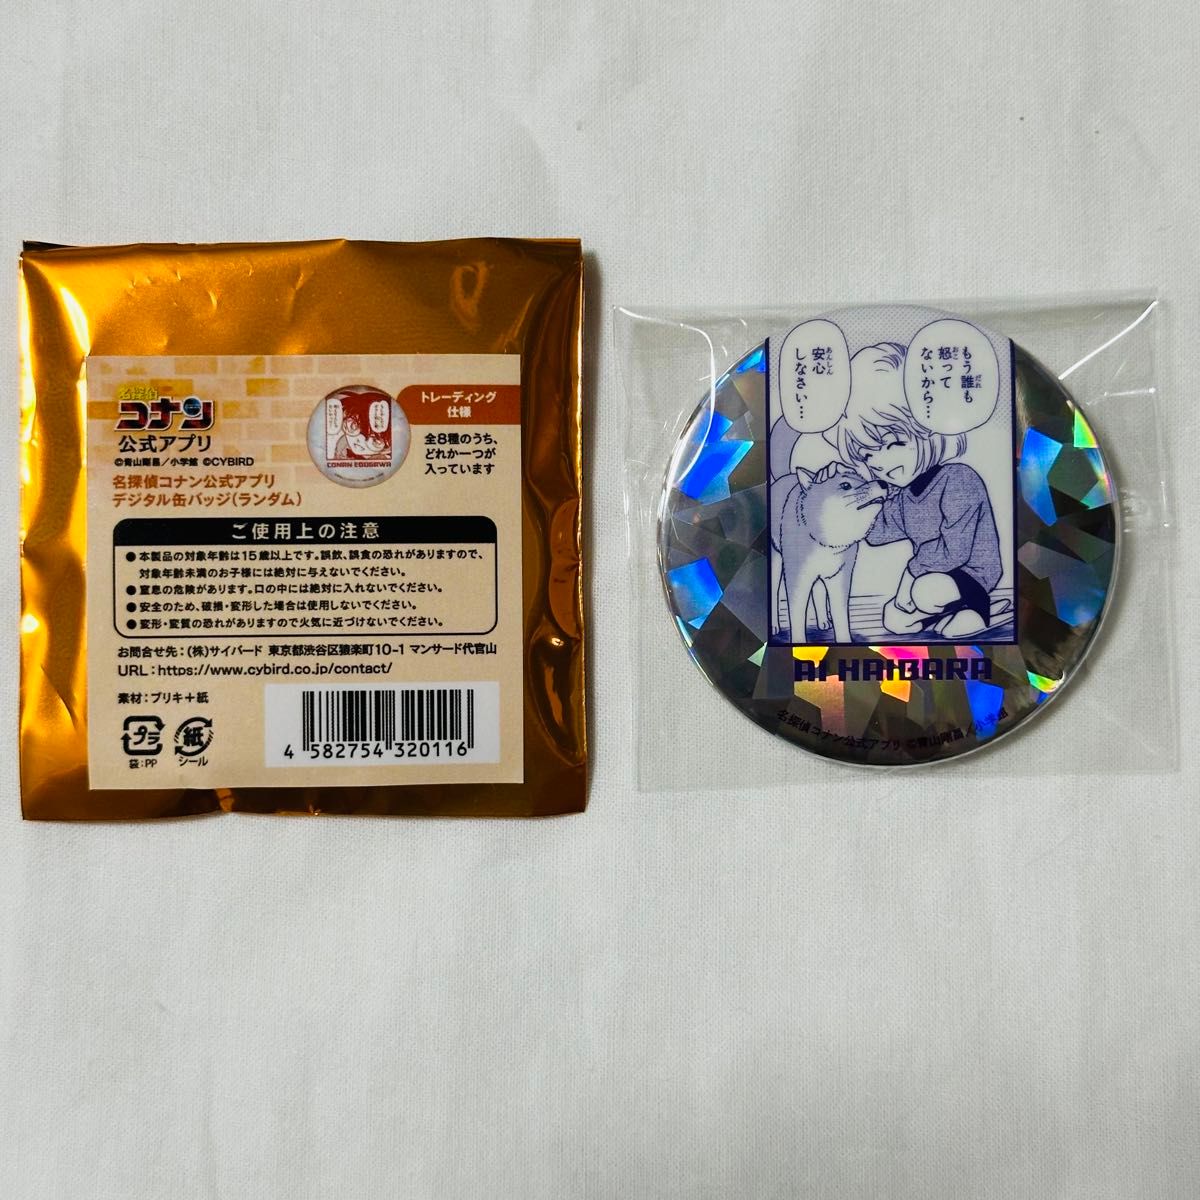 名探偵
コナン
公式アプリ
©青山剛昌／小学館 ©CYBIRD
名探偵コナン公式アプリ
デジタル缶バッジ(ランダム)
CONAN EDOGAWA
トレーディング
仕様
全8種のうち、
どれか一つが
入っています
ご使用上の注意
●本製品の対象年齢は15歳以上です。誤飲、誤食の恐れがありますので、
対象年齢未満のお子様には絶対に与えないでください。
●窒息の危険があります。口の中には絶対に入れないでください。
●安全のため、破損・変形した場合は使用しないでください。
●変形・変質の恐れがありますので火気に近づけないでください。
お問合せ先：(株)サイバード 東京都渋谷区猿楽町10-1 マンサード代官山
URL：https://www.cybird.co.jp/contact/
素材：ブリキ＋紙
プラ
袋：PP
紙
シール
4 582754 320116
もう誰も
だれ
怒って
おこ
ないから…
安心
あんしん
しなさい…
AI HAIBARA
名探偵コナン公式アプリ ©青山剛昌／小学館